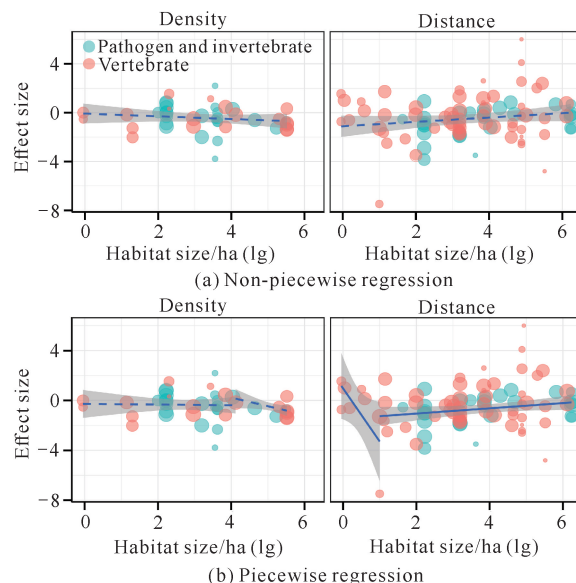 Density Distance
Pathogen and invertebrate
Vertebrate
Effect size
4
0
−4
−8
0 2 4 6 0 2 4 6
Habitat size/ha (lg) Habitat size/ha (lg)
(a) Non-piecewise regression
Density Distance
Effect size
4
0
−4
−8
0 2 4 6 0 2 4 6
Habitat size/ha (lg) Habitat size/ha (lg)
(b) Piecewise regression